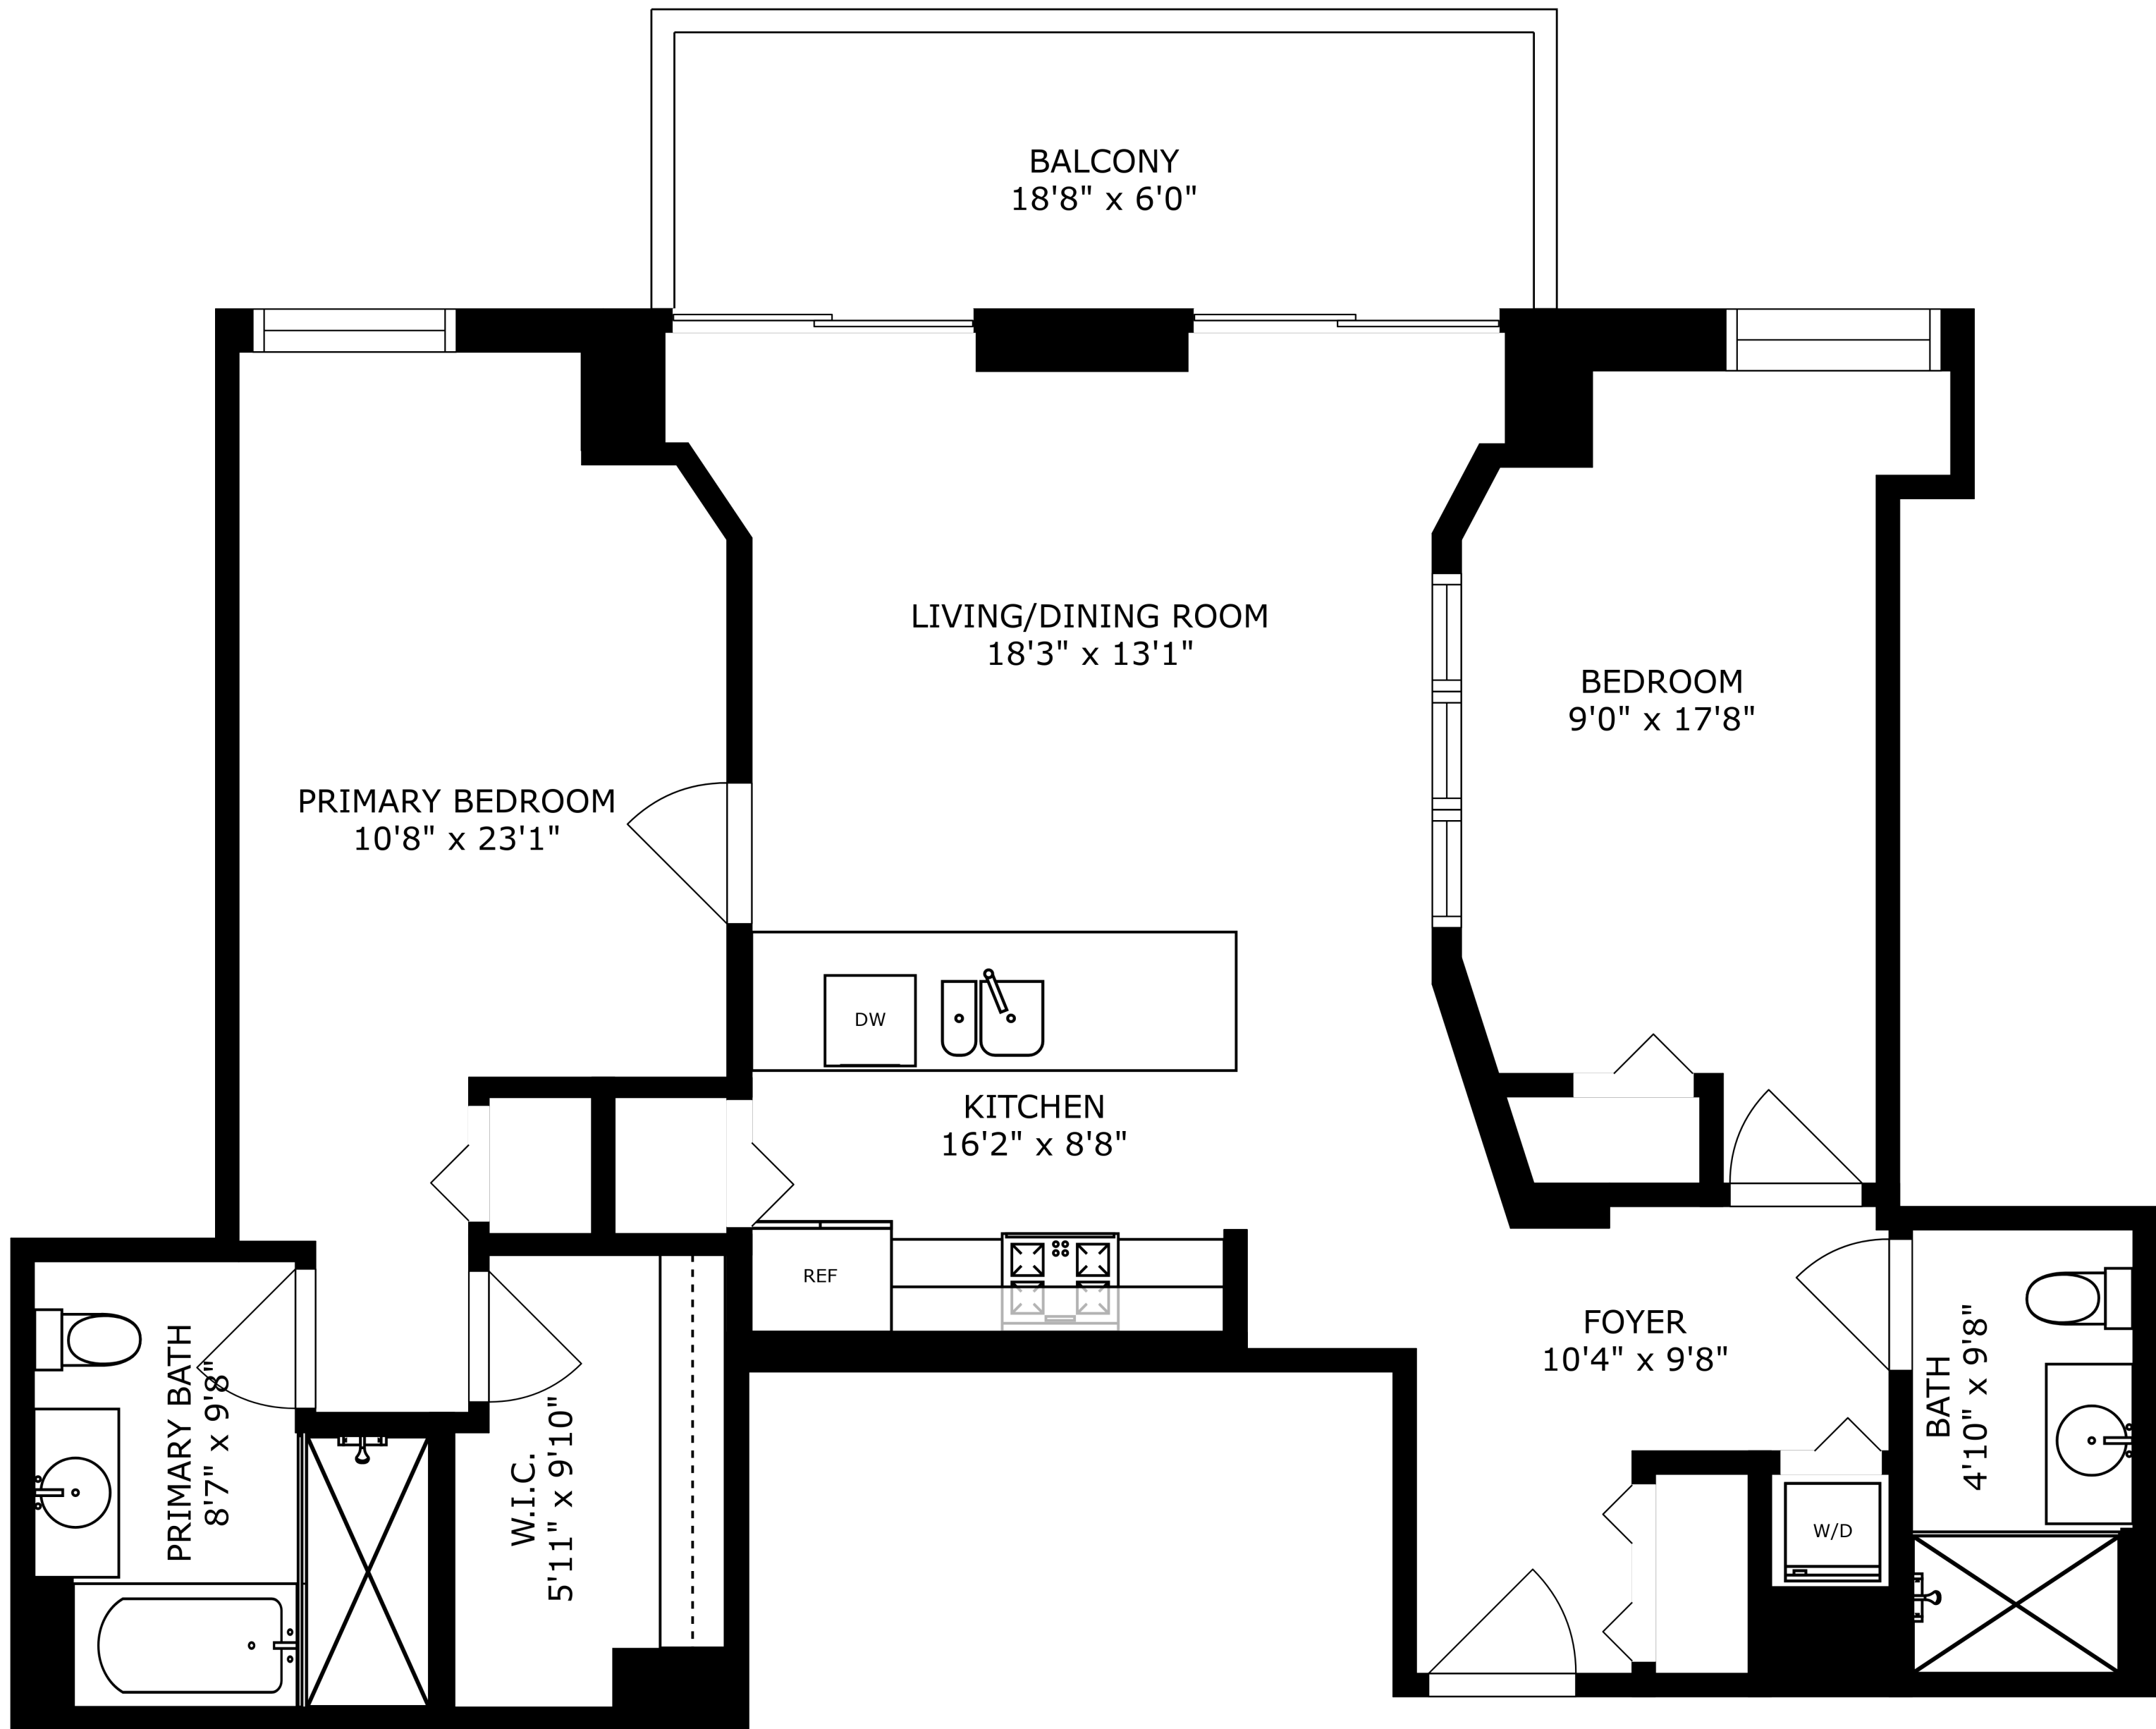 BALCONY
18'8" x 6'0"
LIVING/DINING ROOM
18'3" x 13'1"
BEDROOM
9'0" x 17'8"
PRIMARY BEDROOM
10'8" x 23'1"
DW
KITCHEN
16'2" x 8'8"
REF
FOYER
10'4" x 9'8"
PRIMARY BATH
8'7" x 9'8"
W.I.C.
5'11" x 9'10"
BATH
4'10" x 9'8"
W/D